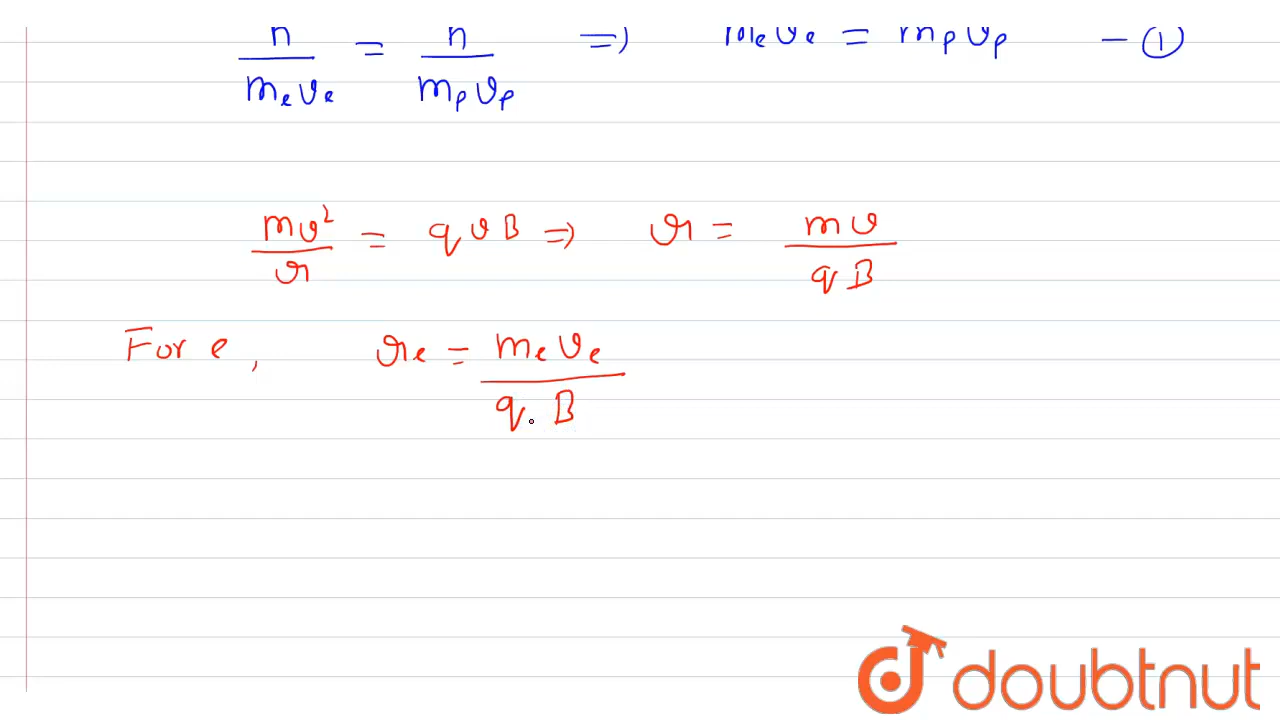 h/(mₑvₑ) = h/(mₚvₚ) ⇒ mₑvₑ = mₚvₚ — ①
mv²/r = qvB ⇒ r = mv/(qB)
For e, rₑ = mₑvₑ/(q.B)
doubtnut